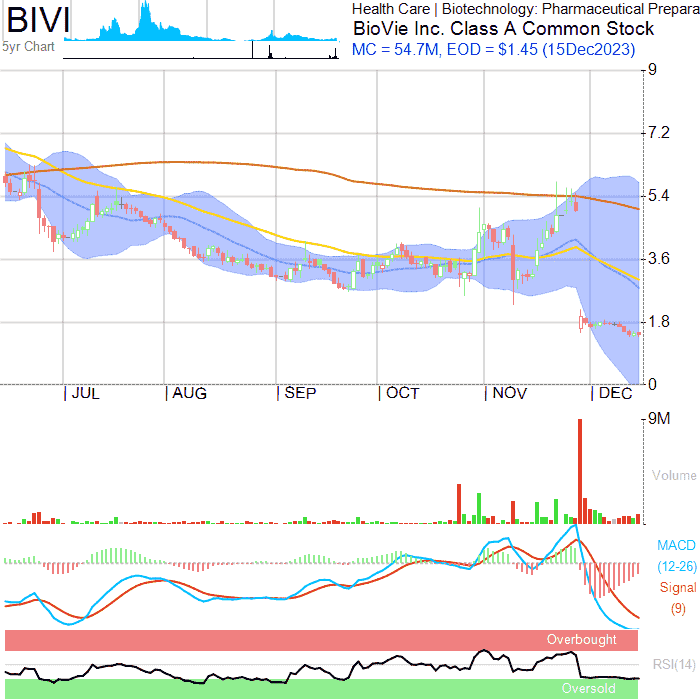 BIVI
5yr Chart
Health Care | Biotechnology: Pharmaceutical Prepara
BioVie Inc. Class A Common Stock
MC = 54.7M, EOD = $1.45 (15Dec2023)
9
7.2
5.4
3.6
1.8
0
JUL AUG SEP OCT NOV DEC
9M
Volume
MACD
(12-26)
Signal
(9)
Overbought
RSI(14)
Oversold